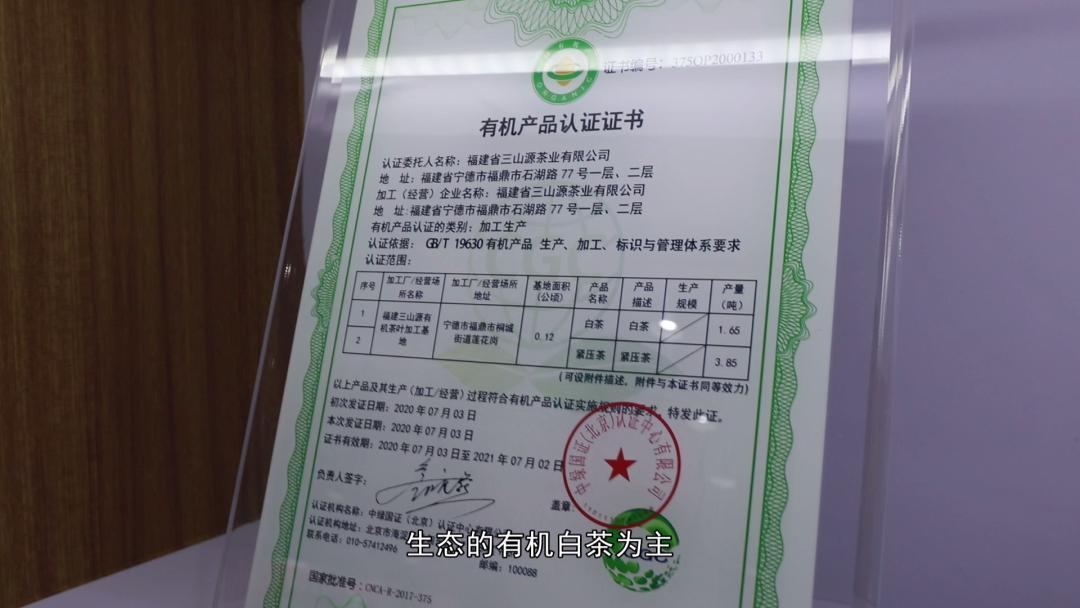 ORGANIC
证书编号：375OP2000133
有机产品认证证书
认证委托人名称：福建省三山源茶业有限公司
地 址：福建省宁德市福鼎市石湖路77号一层、二层
加工（经营）企业名称：福建省三山源茶业有限公司
地 址：福建省宁德市福鼎市石湖路77号一层、二层
有机产品认证的类别：加工生产
认证依据： GB/T 19630 有机产品 生产、加工、标识与管理体系要求
认证范围：
序号 加工厂/经营场所名称 加工厂/经营场所地址 基地面积（公顷） 产品名称 产品描述 生产规模 产量（吨）
1 福建三山源有机茶叶加工基地 宁德市福鼎市桐城街道莲花岗 0.12 白茶 白茶 1.65
2 紧压茶 紧压茶 3.85
（可设附件描述，附件与本证书同等效力）
以上产品及其生产（加工/经营）过程符合有机产品认证实施规则的要求，特发此证。
初次发证日期：2020年07月03日
本次发证日期：2020年07月03日
证书有效期：2020年07月03日至2021年07月02日
负责人签字：
盖章
中绿国证(北京)认证中心有限公司
认证机构名称：中绿国证（北京）认证中心有限公
认证机构地址：北京市海淀
联系电话：010-57412496
邮编：100088
国家批准号：CNCA-R-2017-375
生态的有机白茶为主